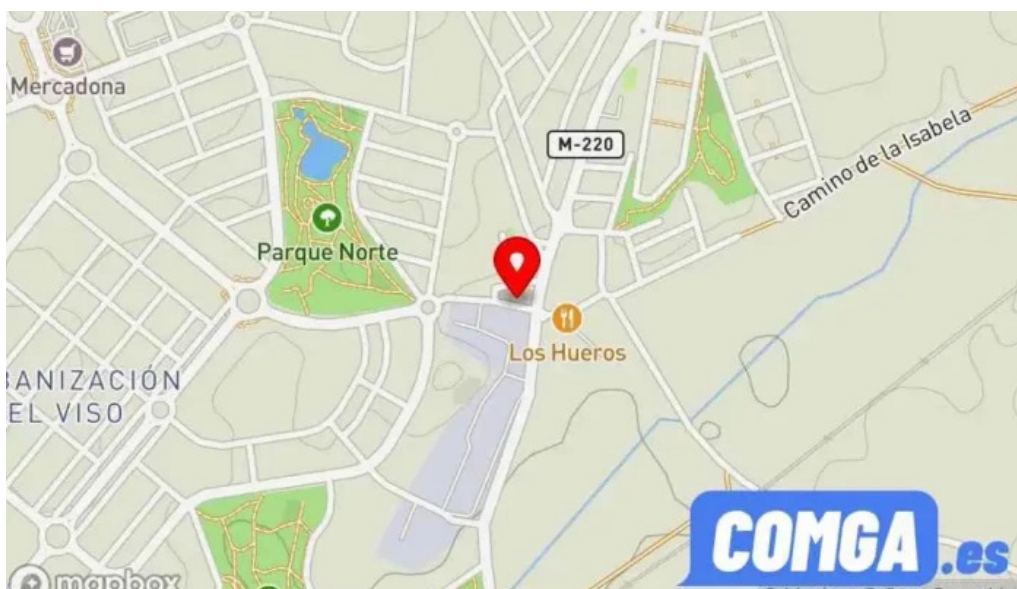 Mercadona
M-220
Camino de la Isabela
Parque Norte
Los Hueros
BANIZACIÓN
EL VISO
COMGA.es
mapbox